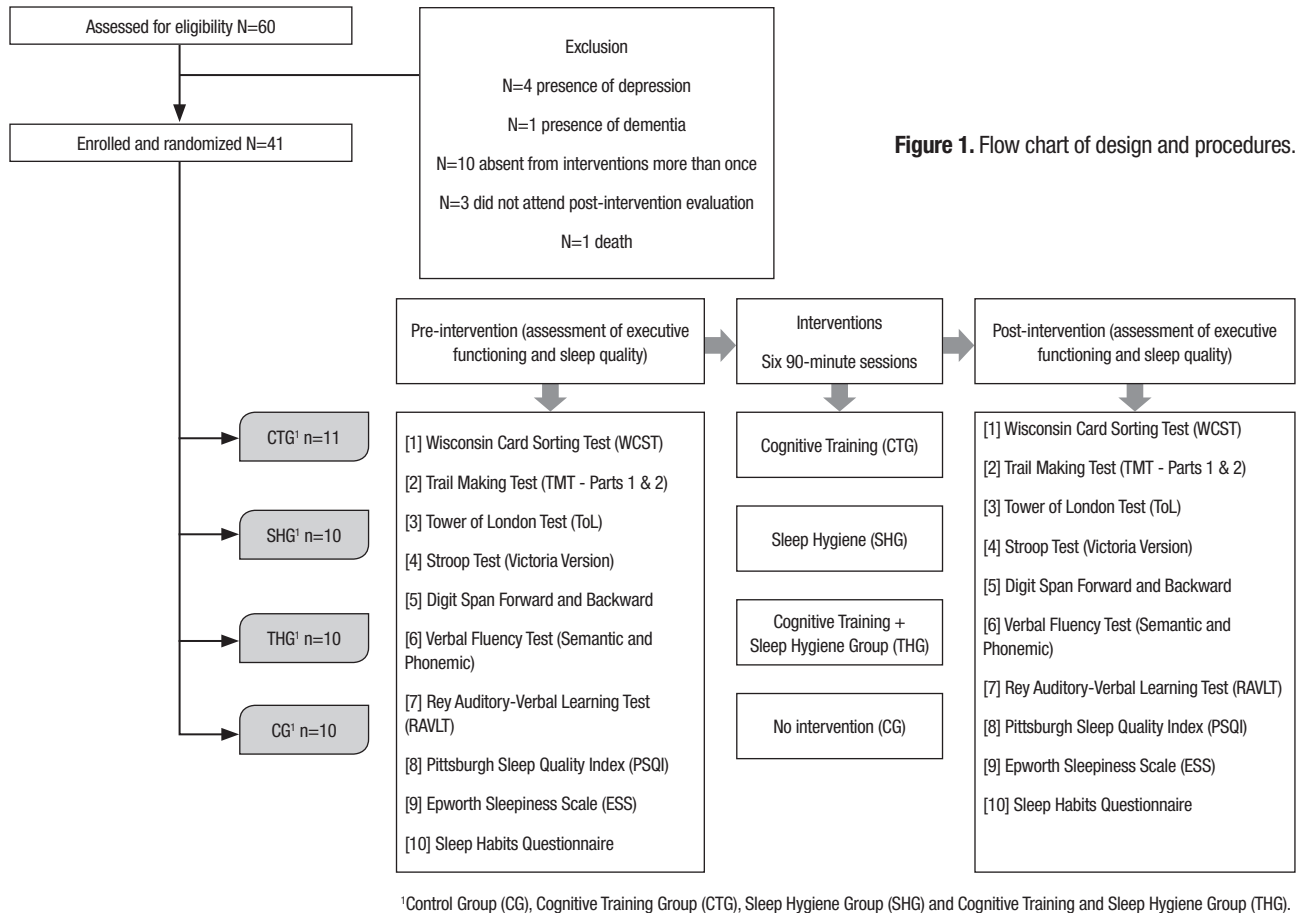 Assessed for eligibility N=60
Exclusion
N=4 presence of depression
N=1 presence of dementia
N=10 absent from interventions more than once
N=3 did not attend post-intervention evaluation
N=1 death
Enrolled and randomized N=41
Figure 1. Flow chart of design and procedures.
Pre-intervention (assessment of executive
functioning and sleep quality)
Interventions
Six 90-minute sessions
Post-intervention (assessment of executive
functioning and sleep quality)
CTG¹ n=11
SHG¹ n=10
THG¹ n=10
CG¹ n=10
[1] Wisconsin Card Sorting Test (WCST)
[2] Trail Making Test (TMT - Parts 1 & 2)
[3] Tower of London Test (ToL)
[4] Stroop Test (Victoria Version)
[5] Digit Span Forward and Backward
[6] Verbal Fluency Test (Semantic and
Phonemic)
[7] Rey Auditory-Verbal Learning Test
(RAVLT)
[8] Pittsburgh Sleep Quality Index (PSQI)
[9] Epworth Sleepiness Scale (ESS)
[10] Sleep Habits Questionnaire
Cognitive Training (CTG)
Sleep Hygiene (SHG)
Cognitive Training +
Sleep Hygiene Group (THG)
No intervention (CG)
[1] Wisconsin Card Sorting Test (WCST)
[2] Trail Making Test (TMT - Parts 1 & 2)
[3] Tower of London Test (ToL)
[4] Stroop Test (Victoria Version)
[5] Digit Span Forward and Backward
[6] Verbal Fluency Test (Semantic and
Phonemic)
[7] Rey Auditory-Verbal Learning Test (RAVLT)
[8] Pittsburgh Sleep Quality Index (PSQI)
[9] Epworth Sleepiness Scale (ESS)
[10] Sleep Habits Questionnaire
¹Control Group (CG), Cognitive Training Group (CTG), Sleep Hygiene Group (SHG) and Cognitive Training and Sleep Hygiene Group (THG).